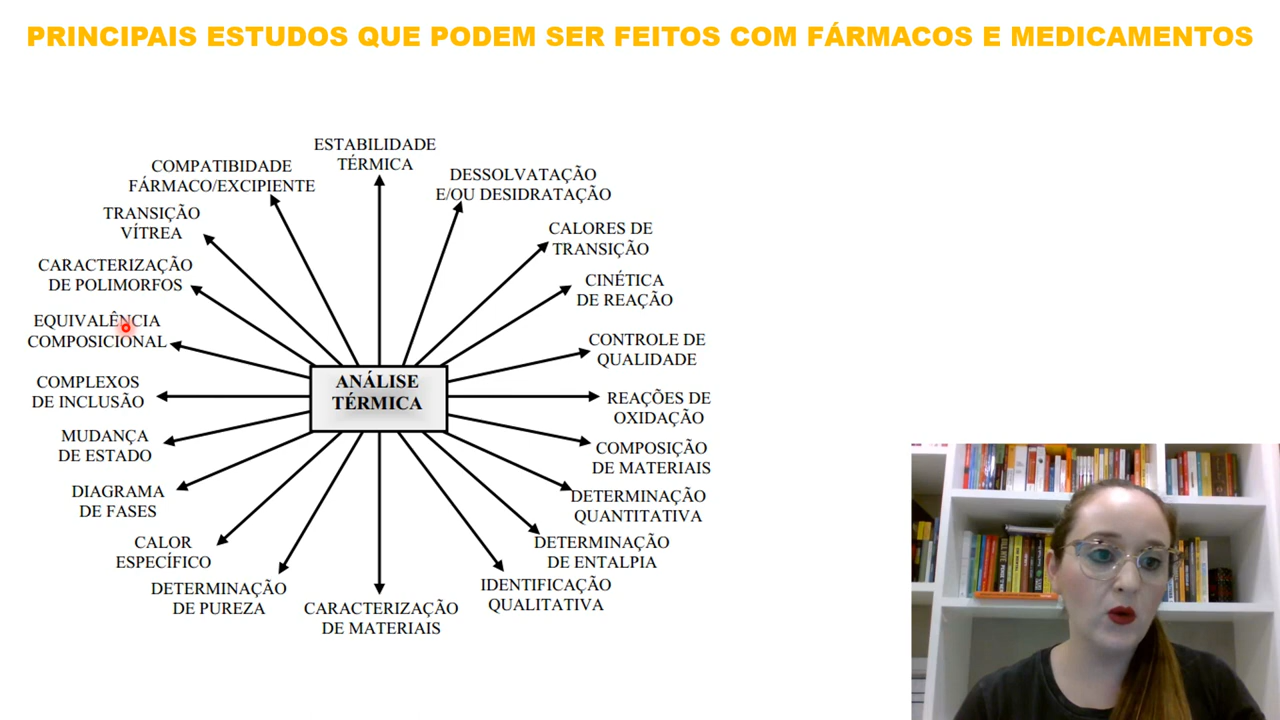 PRINCIPAIS ESTUDOS QUE PODEM SER FEITOS COM FÁRMACOS E MEDICAMENTOS
ESTABILIDADE
TÉRMICA
COMPATIBIDADE
FÁRMACO/EXCIPIENTE
DESSOLVATAÇÃO
E/OU DESIDRATAÇÃO
TRANSIÇÃO
VÍTREA
CALORES DE
TRANSIÇÃO
CARACTERIZAÇÃO
DE POLIMORFOS
CINÉTICA
DE REAÇÃO
EQUIVALÊNCIA
COMPOSICIONAL
CONTROLE DE
QUALIDADE
ANÁLISE
TÉRMICA
COMPLEXOS
DE INCLUSÃO
REAÇÕES DE
OXIDAÇÃO
MUDANÇA
DE ESTADO
COMPOSIÇÃO
DE MATERIAIS
DIAGRAMA
DE FASES
DETERMINAÇÃO
QUANTITATIVA
CALOR
ESPECÍFICO
DETERMINAÇÃO
DE ENTALPIA
DETERMINAÇÃO
DE PUREZA
IDENTIFICAÇÃO
QUALITATIVA
CARACTERIZAÇÃO
DE MATERIAIS